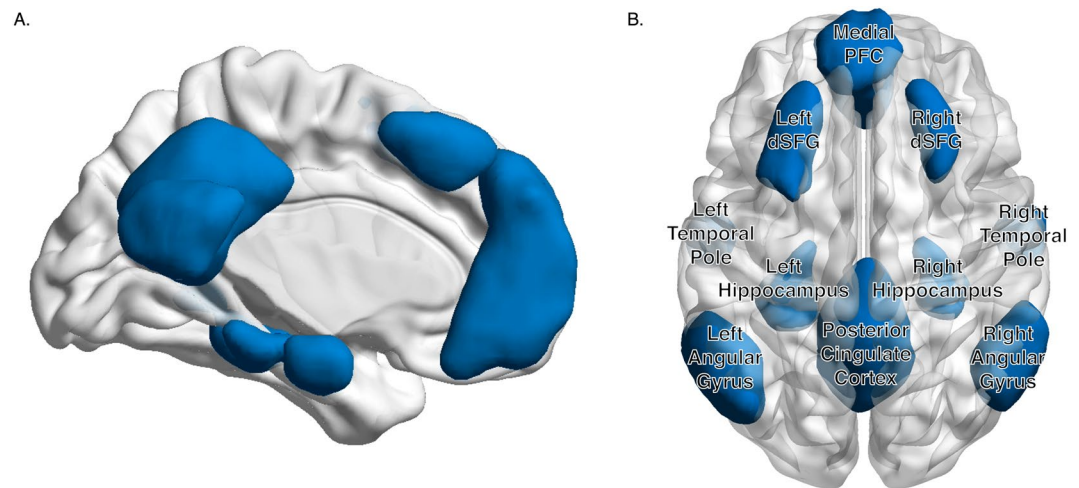 A.
B.
Medial
PFC
Left
dSFG
Right
dSFG
Left
Temporal
Pole
Right
Temporal
Pole
Left
Hippocampus
Right
Hippocampus
Left
Angular
Gyrus
Posterior
Cingulate
Cortex
Right
Angular
Gyrus